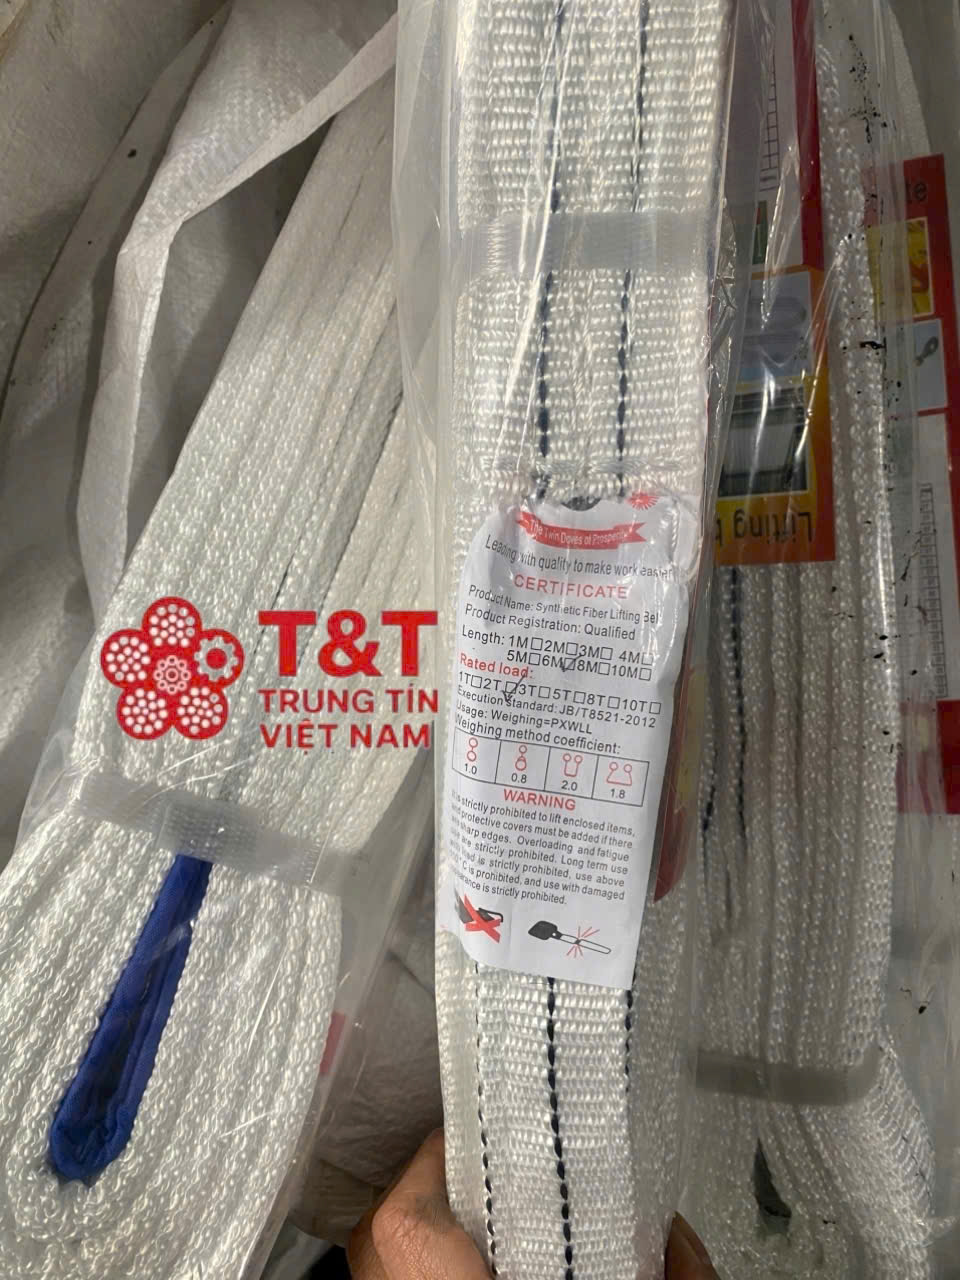 The Twin Doves of Prosperity
Leading with quality to make work easier
CERTIFICATE
Product Name: Synthetic Fiber Lifting Bel
Product Registration: Qualified
Length: 1M□2M□3M□ 4M□
5M□6M□8M□10M□
Rated load:
1T□2T□3T□5T□8T□10T□
Execution standard: JB/T8521-2012
Usage: Weighing=PXWLL
Weighing method coefficient:
1.0 0.8 2.0 1.8
WARNING
is strictly prohibited to lift enclosed items,
protective covers must be added if there
sharp edges. Overloading and fatigue
are strictly prohibited. Long term use
is strictly prohibited, use above
C is prohibited, and use with damaged
is strictly prohibited.
T&T
TRUNG TÍN
VIỆT NAM
Lifting